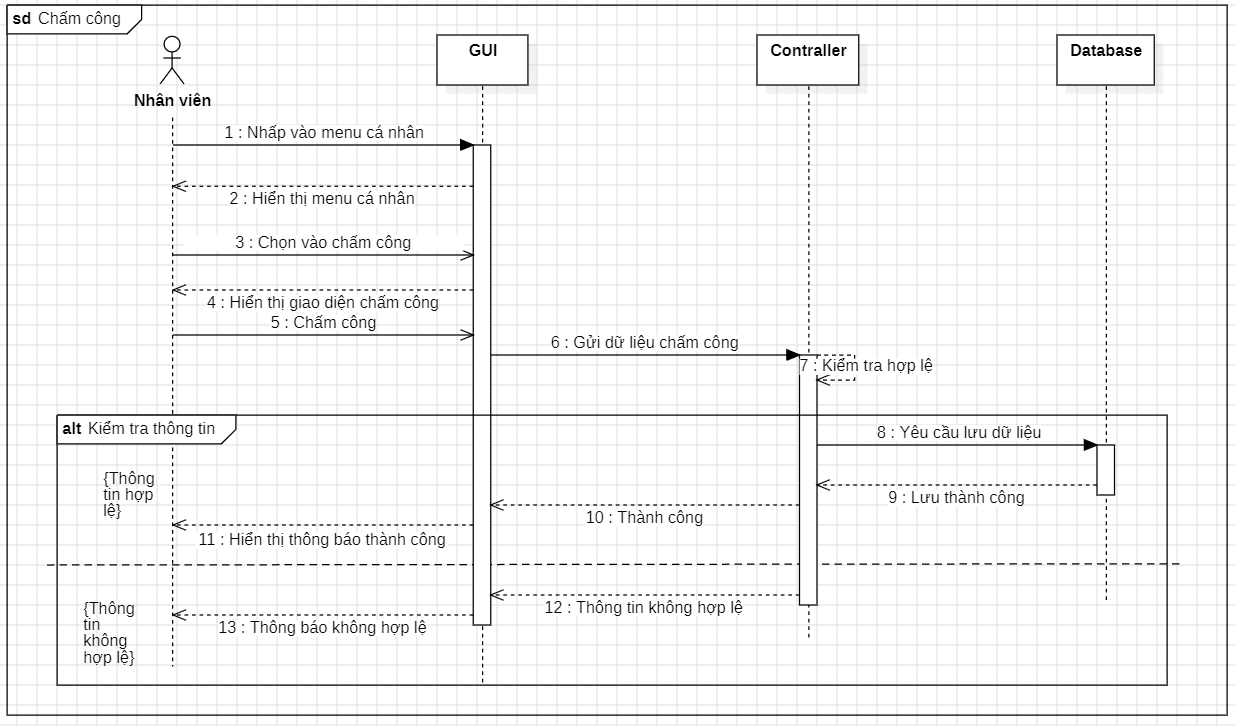 sd Chấm công
GUI
Contraller
Database
Nhân viên
1 : Nhấp vào menu cá nhân
2 : Hiển thị menu cá nhân
3 : Chọn vào chấm công
4 : Hiển thị giao diện chấm công
5 : Chấm công
6 : Gửi dữ liệu chấm công
7 : Kiểm tra hợp lệ
alt Kiểm tra thông tin
8 : Yêu cầu lưu dữ liệu
{Thông
tin hợp
lệ}
9 : Lưu thành công
10 : Thành công
11 : Hiển thị thông báo thành công
{Thông
tin
không
hợp lệ}
12 : Thông tin không hợp lệ
13 : Thông báo không hợp lệ